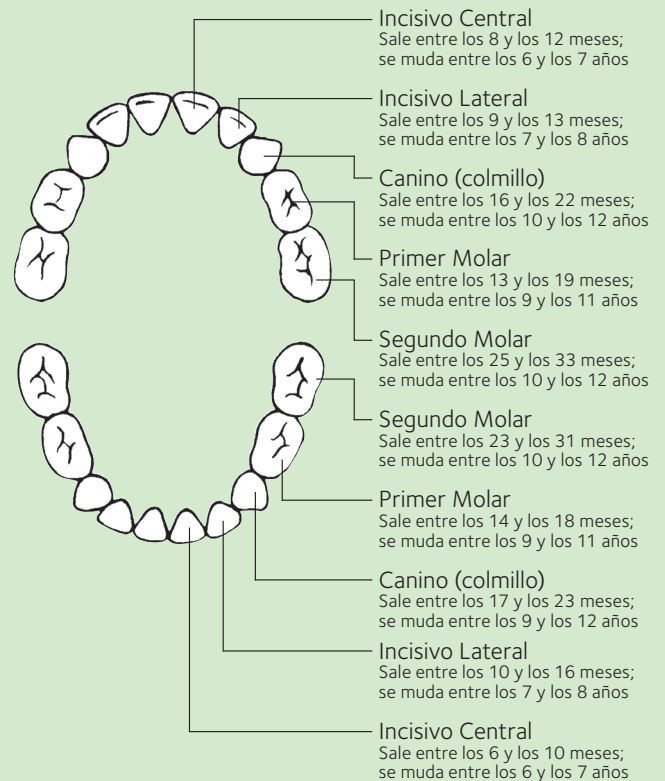 Incisivo Central
Sale entre los 8 y los 12 meses;
se muda entre los 6 y los 7 años
Incisivo Lateral
Sale entre los 9 y los 13 meses;
se muda entre los 7 y los 8 años
Canino (colmillo)
Sale entre los 16 y los 22 meses;
se muda entre los 10 y los 12 años
Primer Molar
Sale entre los 13 y los 19 meses;
se muda entre los 9 y los 11 años
Segundo Molar
Sale entre los 25 y los 33 meses;
se muda entre los 10 y los 12 años
Segundo Molar
Sale entre los 23 y los 31 meses;
se muda entre los 10 y los 12 años
Primer Molar
Sale entre los 14 y los 18 meses;
se muda entre los 9 y los 11 años
Canino (colmillo)
Sale entre los 17 y los 23 meses;
se muda entre los 9 y los 12 años
Incisivo Lateral
Sale entre los 10 y los 16 meses;
se muda entre los 7 y los 8 años
Incisivo Central
Sale entre los 6 y los 10 meses;
se muda entre los 6 y los 7 años